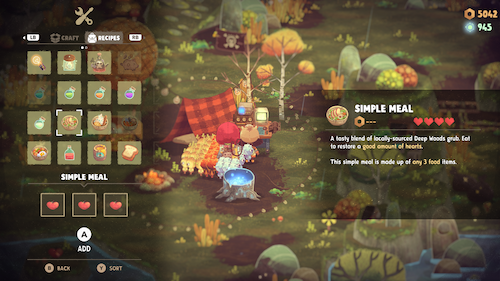 LB CRAFT RECIPES RB
5042
945
SIMPLE MEAL
---
A tasty blend of locally-sourced Deep Woods grub. Eat
to restore a good amount of hearts.
This simple meal is made up of any 3 food items.
SIMPLE MEAL
A
ADD
B BACK Y SORT